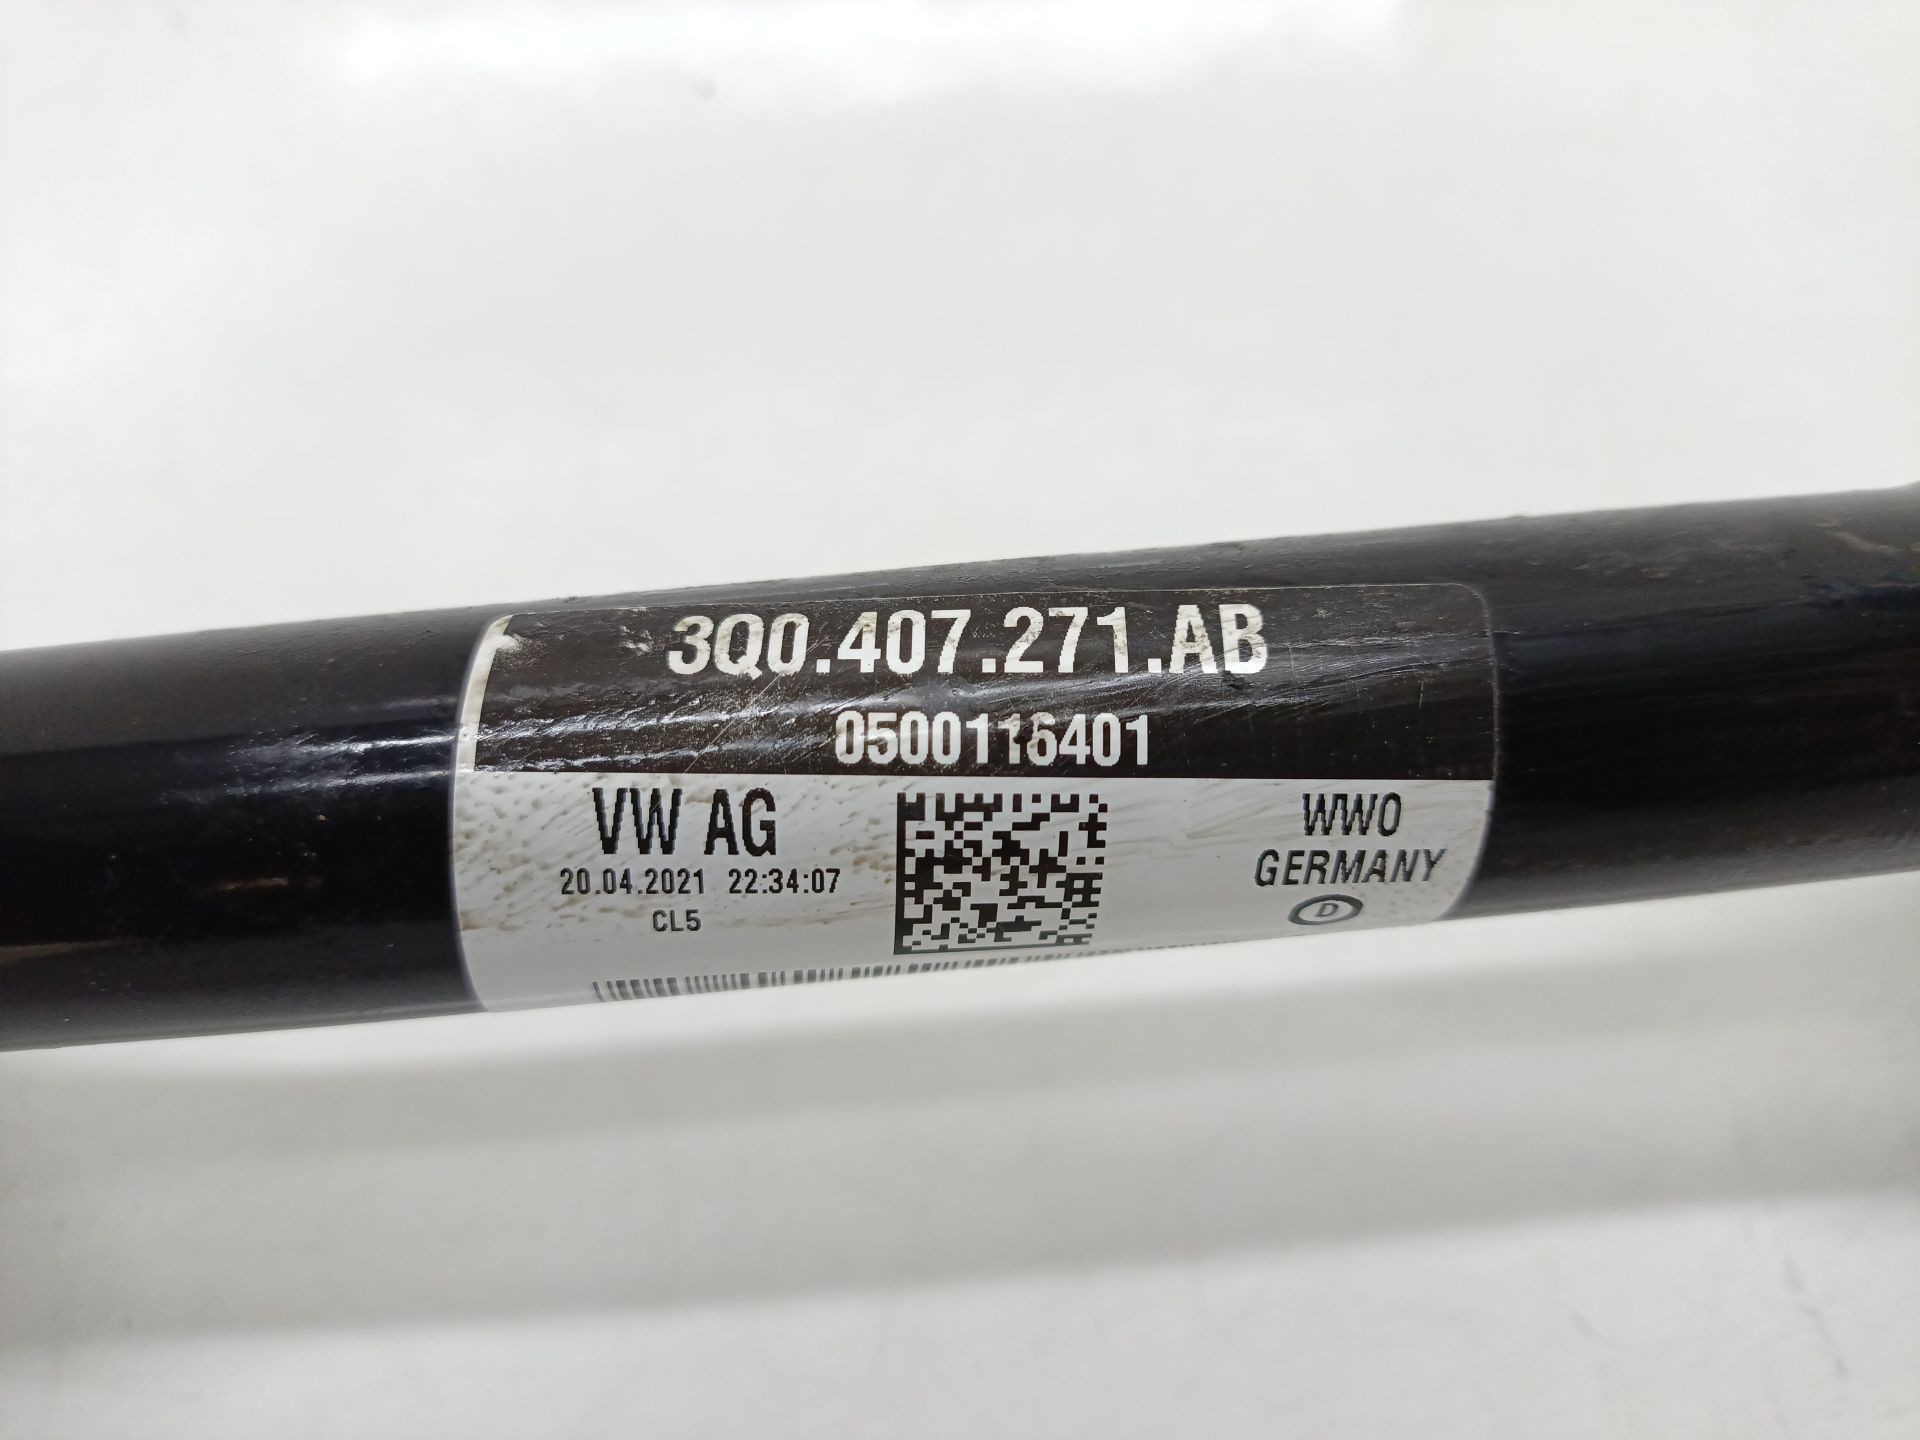 3Q0.407.271.AB
0500116401
VW AG
20.04.2021 22:34:07
CL5
WWO
GERMANY
D